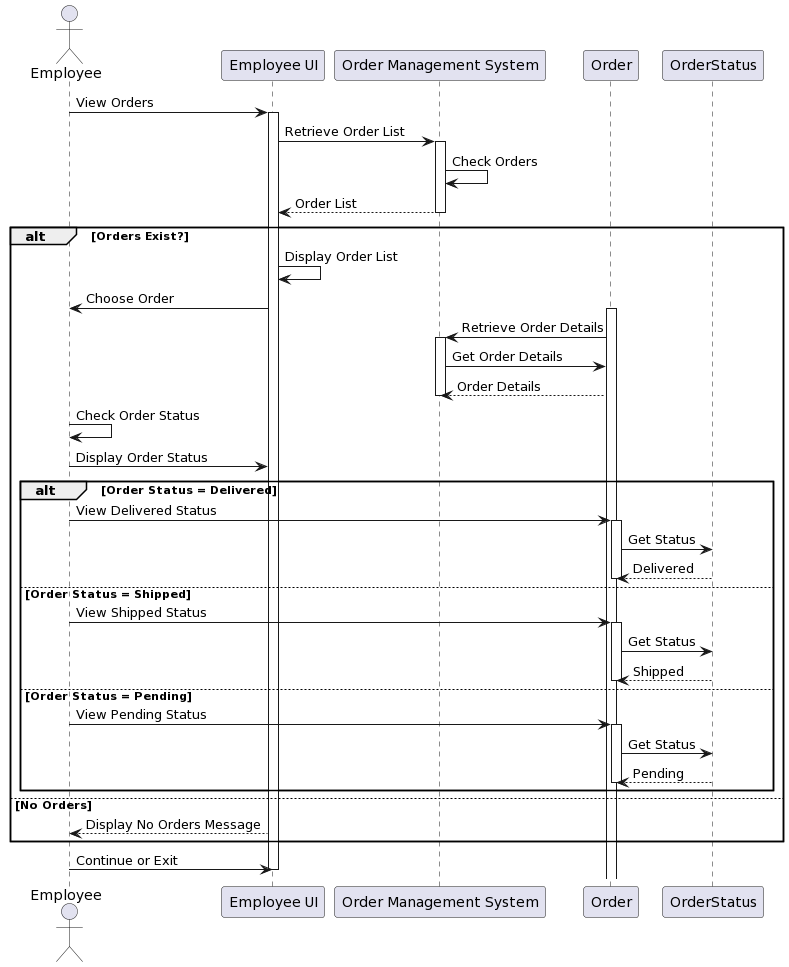 Employee
Employee UI
Order Management System
Order
OrderStatus
View Orders
Retrieve Order List
Check Orders
Order List
alt
[Orders Exist?]
Display Order List
Choose Order
Retrieve Order Details
Get Order Details
Order Details
Check Order Status
Display Order Status
alt
[Order Status = Delivered]
View Delivered Status
Get Status
Delivered
[Order Status = Shipped]
View Shipped Status
Get Status
Shipped
[Order Status = Pending]
View Pending Status
Get Status
Pending
[No Orders]
Display No Orders Message
Continue or Exit
Employee
Employee UI
Order Management System
Order
OrderStatus